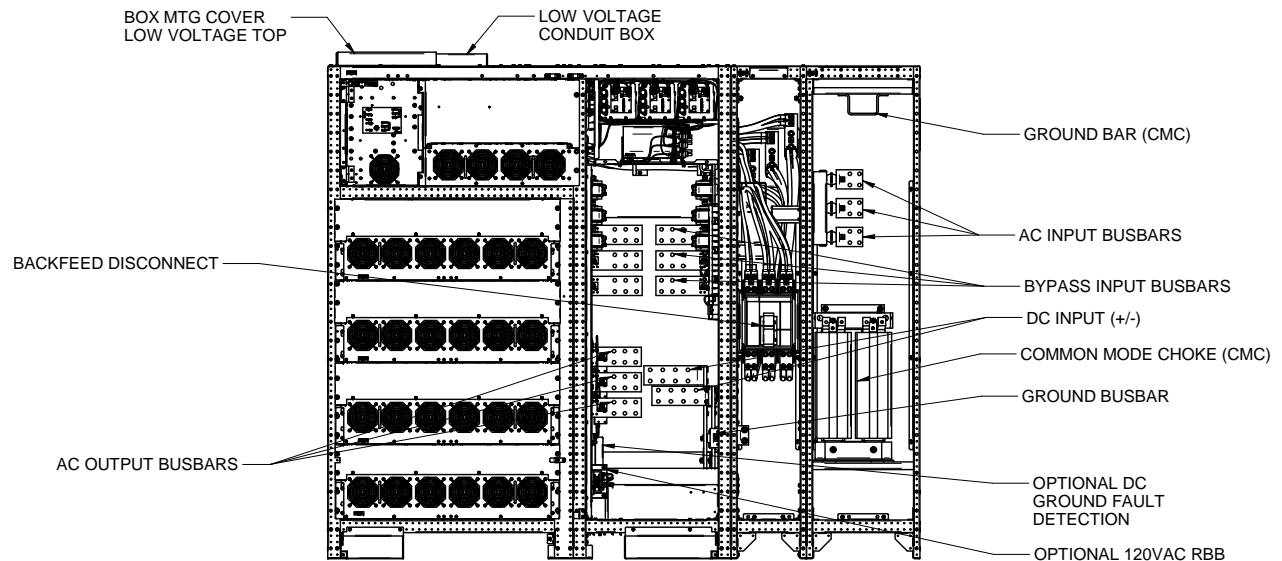 BOX MTG COVER
LOW VOLTAGE TOP
LOW VOLTAGE
CONDUIT BOX
GROUND BAR (CMC)
AC INPUT BUSBARS
BACKFEED DISCONNECT
BYPASS INPUT BUSBARS
DC INPUT (+/-)
COMMON MODE CHOKE (CMC)
GROUND BUSBAR
AC OUTPUT BUSBARS
OPTIONAL DC
GROUND FAULT
DETECTION
OPTIONAL 120VAC RBB